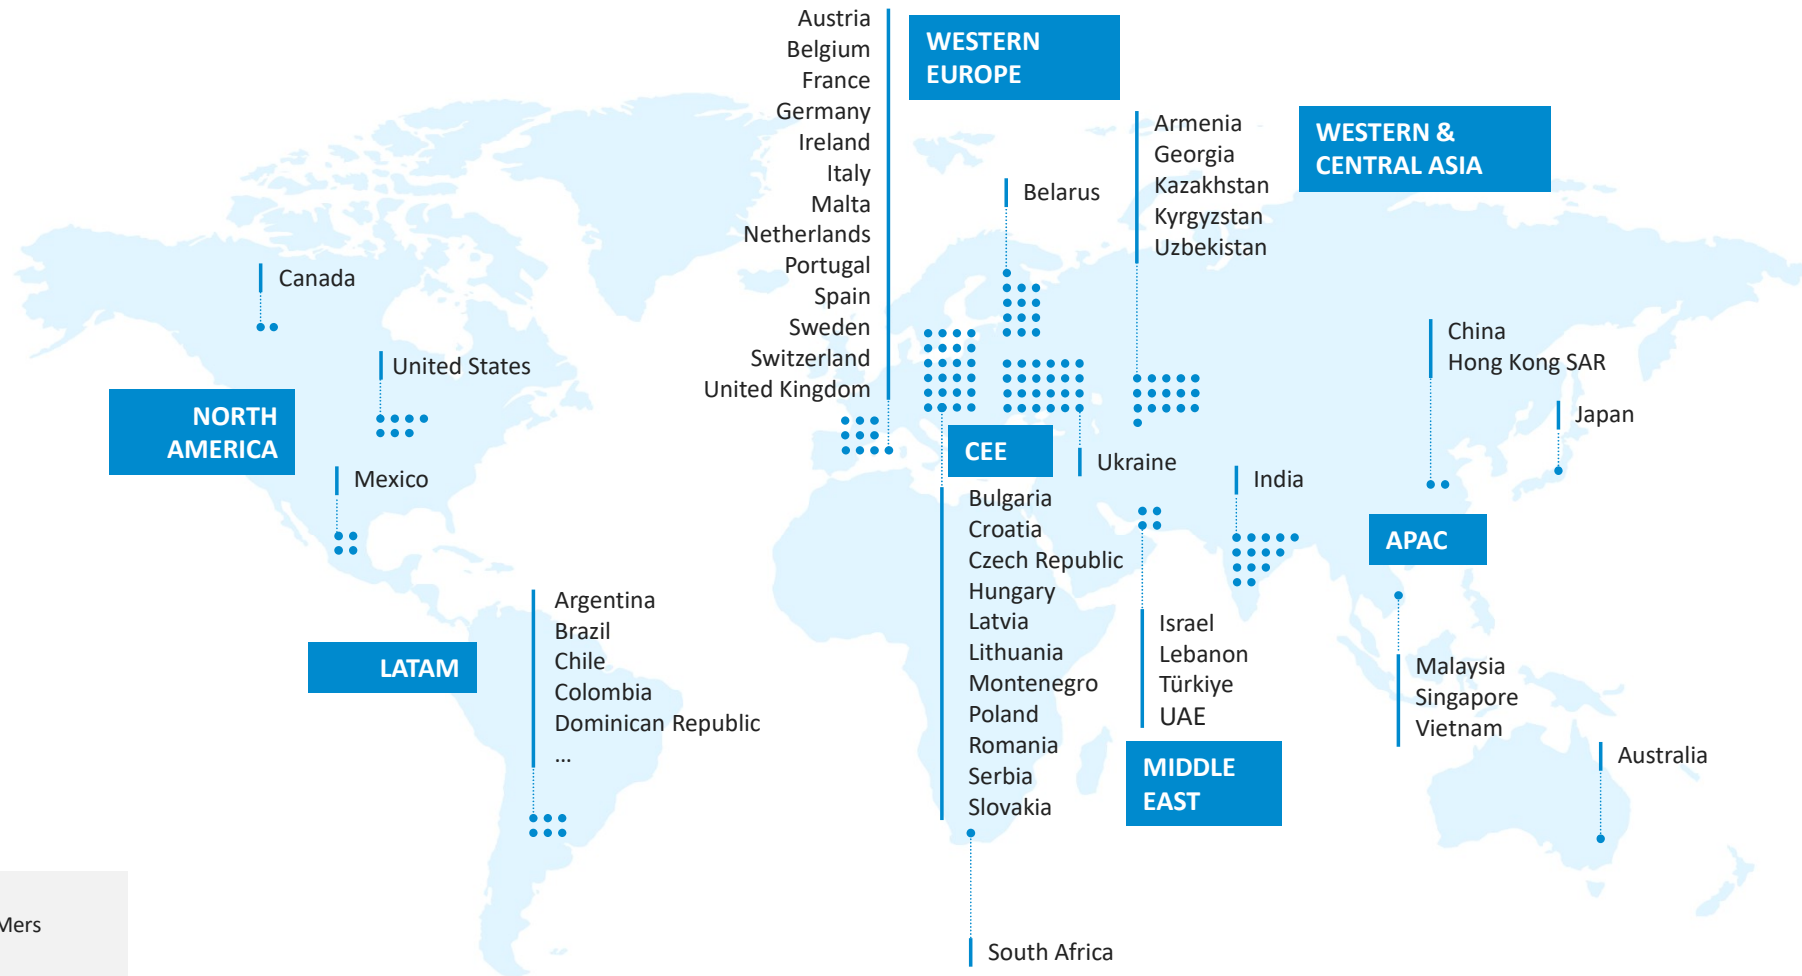 Austria
Belgium
France
Germany
Ireland
Italy
Malta
Netherlands
Portugal
Spain
Sweden
Switzerland
United Kingdom
WESTERN
EUROPE
Belarus
Armenia
Georgia
Kazakhstan
Kyrgyzstan
Uzbekistan
WESTERN &
CENTRAL ASIA
Canada
United States
NORTH
AMERICA
Mexico
CEE
Ukraine
Bulgaria
Croatia
Czech Republic
Hungary
Latvia
Lithuania
Montenegro
Poland
Romania
Serbia
Slovakia
India
China
Hong Kong SAR
Japan
APAC
Argentina
Brazil
Chile
Colombia
Dominican Republic
...
LATAM
Israel
Lebanon
Türkiye
UAE
MIDDLE
EAST
Malaysia
Singapore
Vietnam
Australia
South Africa
Mers